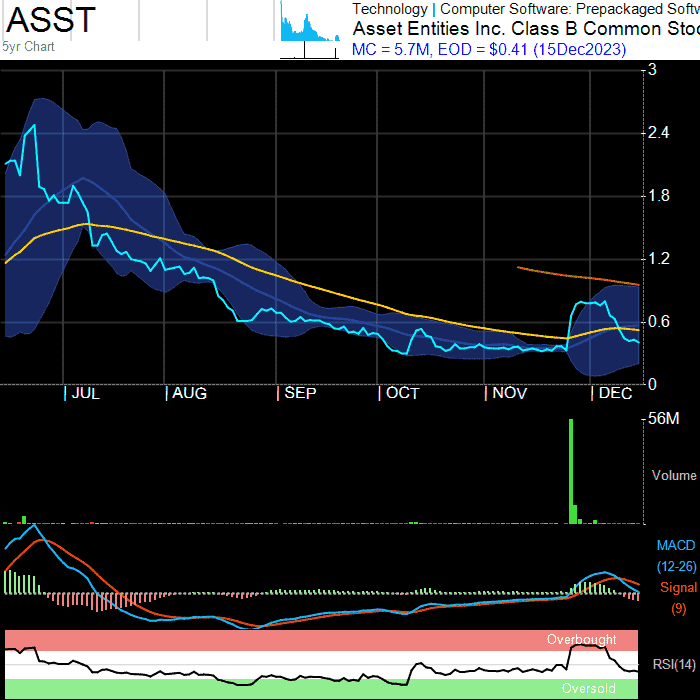 ASST
5yr Chart
Technology | Computer Software: Prepackaged Softw
Asset Entities Inc. Class B Common Stoc
MC = 5.7M, EOD = $0.41 (15Dec2023)
3
2.4
1.8
1.2
0.6
0
JUL AUG SEP OCT NOV DEC
56M
Volume
MACD
(12-26)
Signal
(9)
Overbought
RSI(14)
Oversold